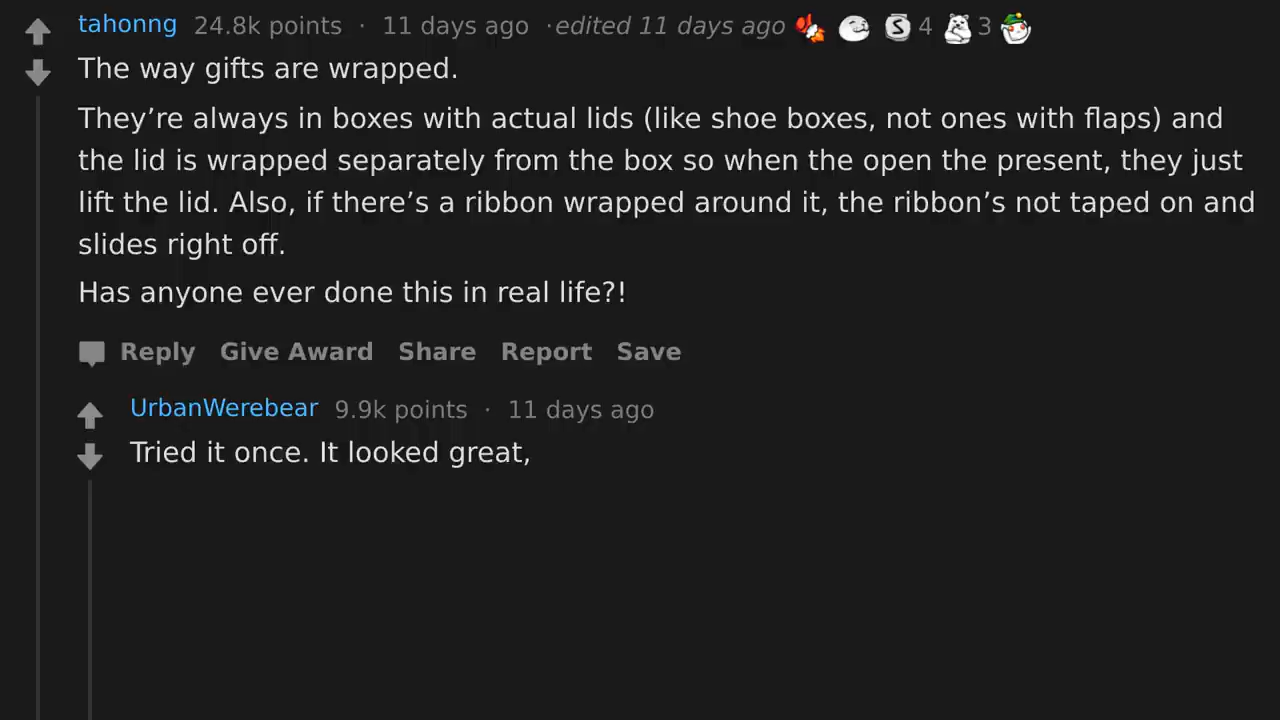 tahonng 24.8k points · 11 days ago · edited 11 days ago 4 3
The way gifts are wrapped.
They’re always in boxes with actual lids (like shoe boxes, not ones with flaps) and
the lid is wrapped separately from the box so when the open the present, they just
lift the lid. Also, if there’s a ribbon wrapped around it, the ribbon’s not taped on and
slides right off.
Has anyone ever done this in real life?!
Reply Give Award Share Report Save
UrbanWerebear 9.9k points · 11 days ago
Tried it once. It looked great,